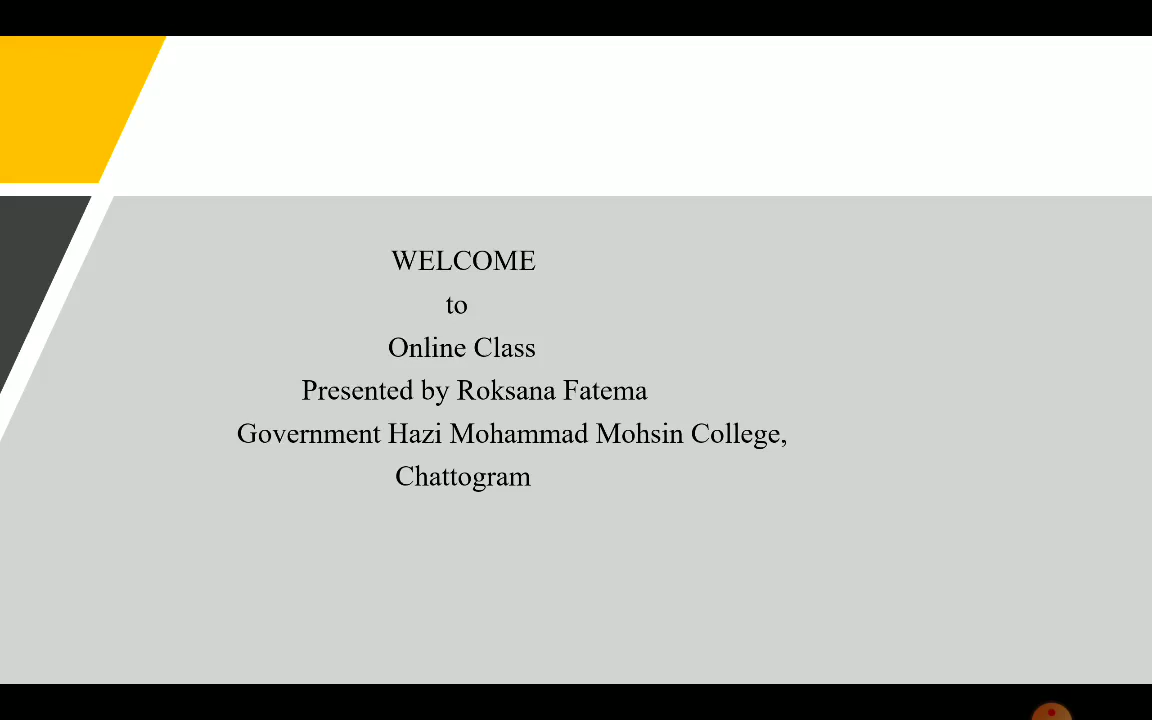 WELCOME
to
Online Class
Presented by Roksana Fatema
Government Hazi Mohammad Mohsin College,
Chattogram